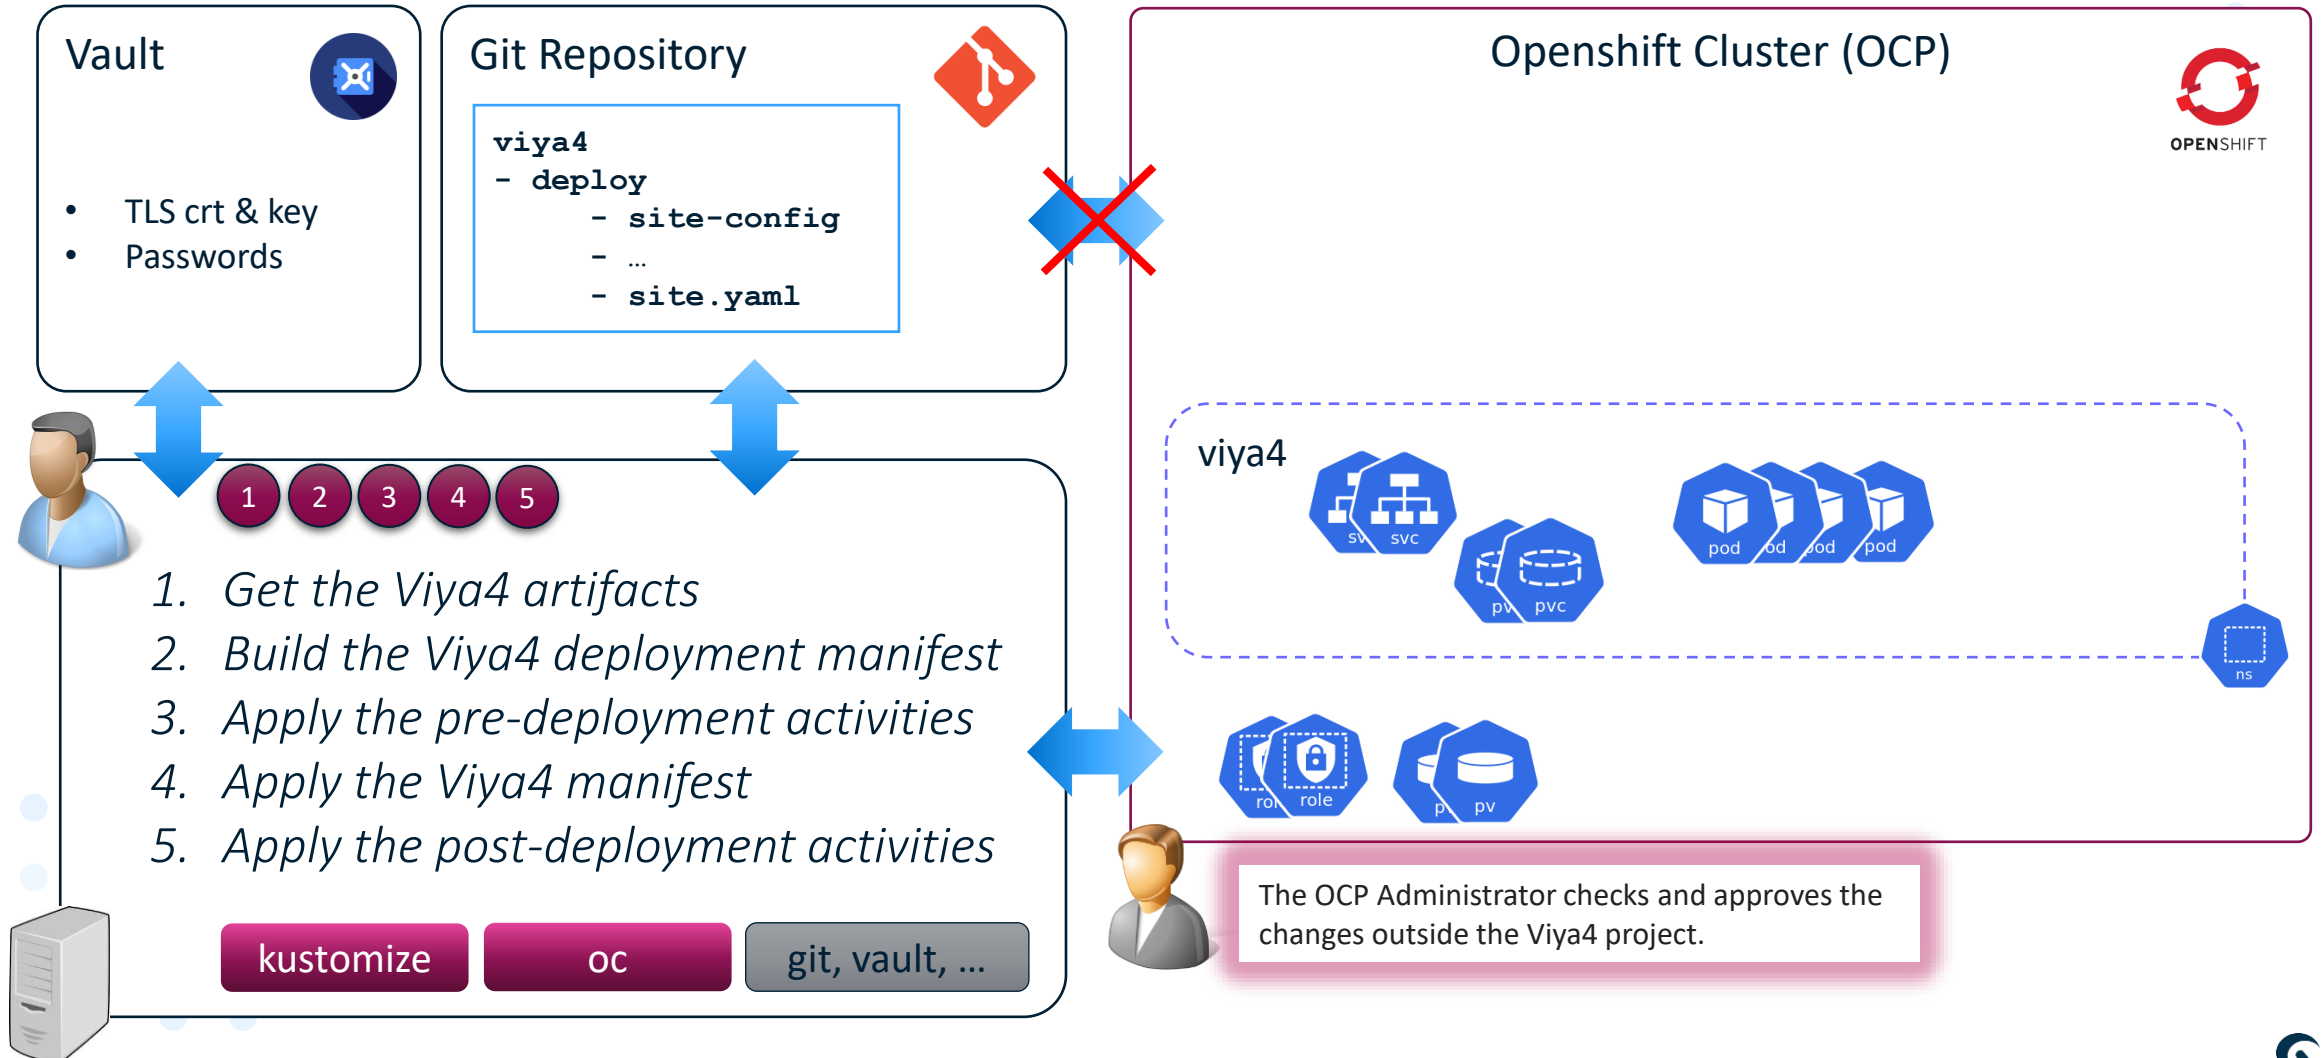 Vault
• TLS crt & key
• Passwords
Git Repository
viya4
- deploy
- site-config
- …
- site.yaml
Openshift Cluster (OCP)
OPENSHIFT
viya4
svc
pvc
pod
pod
ns
role
pv
1 2 3 4 5
1. Get the Viya4 artifacts
2. Build the Viya4 deployment manifest
3. Apply the pre-deployment activities
4. Apply the Viya4 manifest
5. Apply the post-deployment activities
kustomize
oc
git, vault, …
The OCP Administrator checks and approves the
changes outside the Viya4 project.